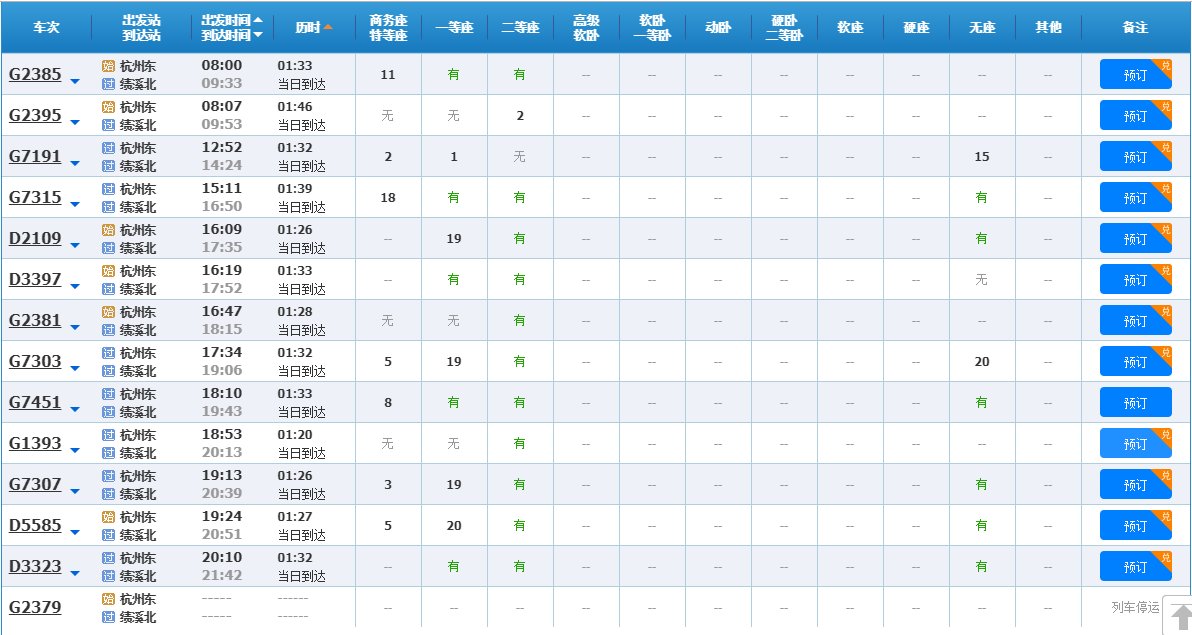 车次 出发站 出发时间 历时 商务座 一等座 二等座 高级 软卧 动卧 硬卧 软座 硬座 无座 其他 备注
到达站 到达时间 特等座 软卧 一等卧 二等卧
G2385 始 杭州东 08:00 01:33 11 有 有 -- -- -- -- -- -- -- -- 预订 兑
过 绩溪北 09:33 当日到达
G2395 始 杭州东 08:07 01:46 无 无 2 -- -- -- -- -- -- -- -- 预订 兑
过 绩溪北 09:53 当日到达
G7191 过 杭州东 12:52 01:32 2 1 无 -- -- -- -- -- -- 15 -- 预订 兑
过 绩溪北 14:24 当日到达
G7315 过 杭州东 15:11 01:39 18 有 有 -- -- -- -- -- -- 有 -- 预订 兑
过 绩溪北 16:50 当日到达
D2109 始 杭州东 16:09 01:26 -- 19 有 -- -- -- -- -- -- 有 -- 预订 兑
过 绩溪北 17:35 当日到达
D3397 始 杭州东 16:19 01:33 -- 有 有 -- -- -- -- -- -- 无 -- 预订 兑
过 绩溪北 17:52 当日到达
G2381 始 杭州东 16:47 01:28 无 无 有 -- -- -- -- -- -- -- -- 预订 兑
过 绩溪北 18:15 当日到达
G7303 过 杭州东 17:34 01:32 5 19 有 -- -- -- -- -- -- 20 -- 预订 兑
过 绩溪北 19:06 当日到达
G7451 过 杭州东 18:10 01:33 8 有 有 -- -- -- -- -- -- 有 -- 预订
过 绩溪北 19:43 当日到达
G1393 过 杭州东 18:53 01:20 无 无 有 -- -- -- -- -- -- -- -- 预订 兑
过 绩溪北 20:13 当日到达
G7307 过 杭州东 19:13 01:26 3 19 有 -- -- -- -- -- -- 有 -- 预订 兑
过 绩溪北 20:39 当日到达
D5585 始 杭州东 19:24 01:27 5 20 有 -- -- -- -- -- -- 有 -- 预订 兑
过 绩溪北 20:51 当日到达
D3323 过 杭州东 20:10 01:32 -- 有 有 -- -- -- -- -- -- 有 -- 预订 兑
过 绩溪北 21:42 当日到达
G2379 始 杭州东 ----- ------ -- -- -- -- -- -- -- -- -- -- -- 列车停运
过 绩溪北 ----- ------